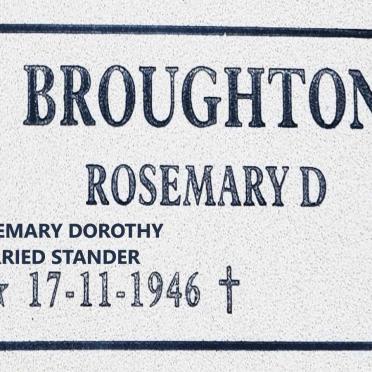 BROUGHTON
ROSEMARY D
EMARY DOROTHY
RIED STANDER
17-11-1946 †